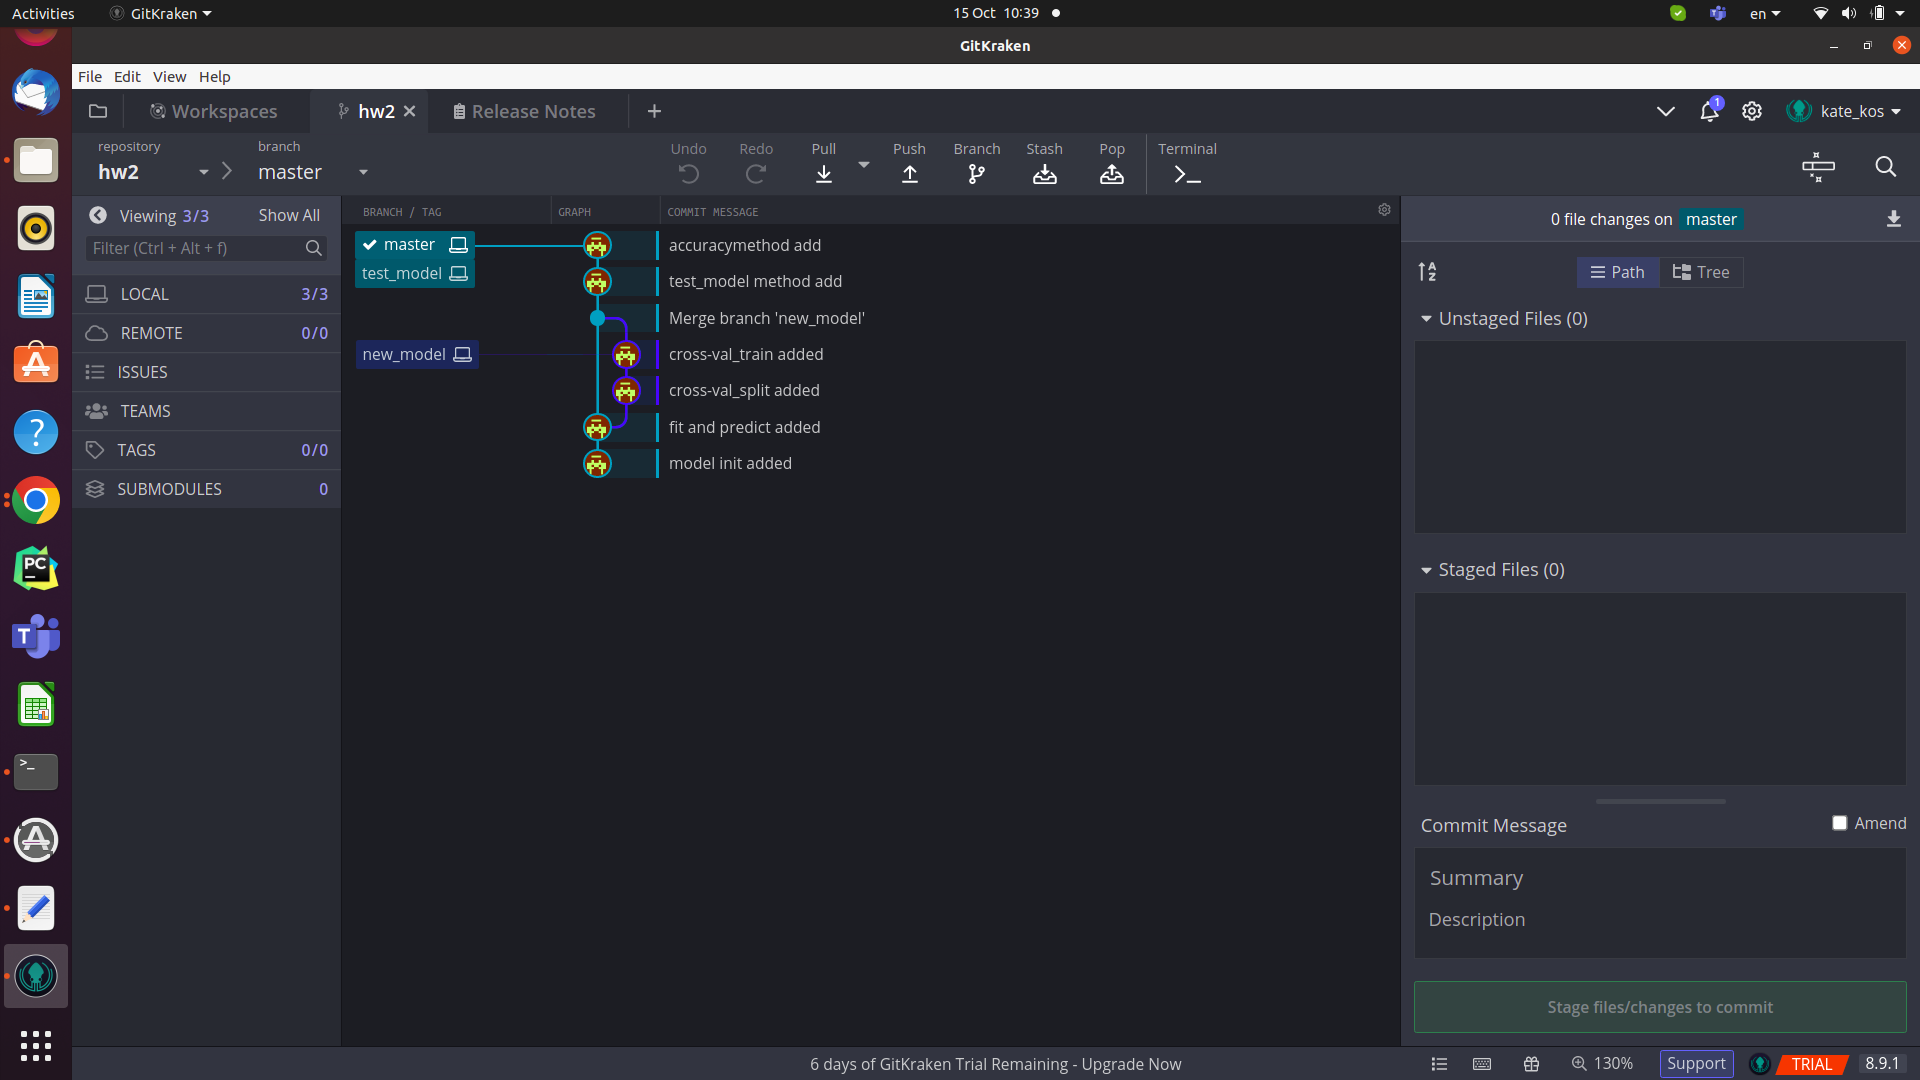 Activities
GitKraken
15 Oct 10:39
en
GitKraken
File Edit View Help
Workspaces
hw2
Release Notes
1
kate_kos
repository
hw2
branch
master
Undo
Redo
Pull
Push
Branch
Stash
Pop
Terminal
Viewing 3/3
Show All
Filter (Ctrl + Alt + f)
LOCAL 3/3
REMOTE 0/0
ISSUES
TEAMS
TAGS 0/0
SUBMODULES 0
BRANCH / TAG
GRAPH
COMMIT MESSAGE
master
accuracymethod add
test_model
test_model method add
Merge branch 'new_model'
new_model
cross-val_train added
cross-val_split added
fit and predict added
model init added
0 file changes on master
A
Z
Path
Tree
Unstaged Files (0)
Staged Files (0)
Commit Message
Amend
Summary
Description
Stage files/changes to commit
6 days of GitKraken Trial Remaining - Upgrade Now
130%
Support
TRIAL
8.9.1
PC
T
?
>_